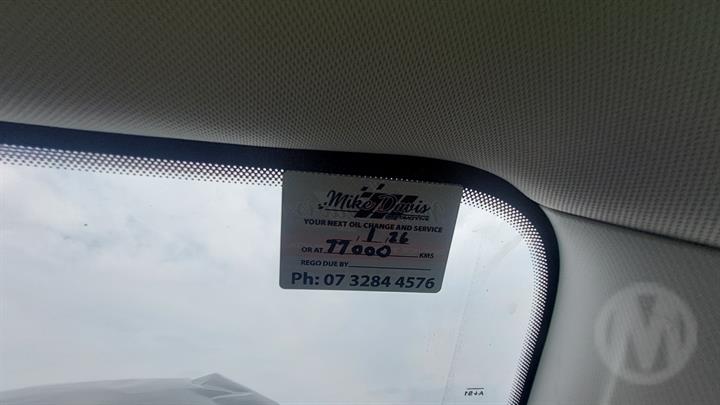 Mike Davis
YOUR NEXT OIL CHANGE AND SERVICE
1 26
OR AT 77000 KMS
REGO DUE BY
Ph: 07 3284 4576
M